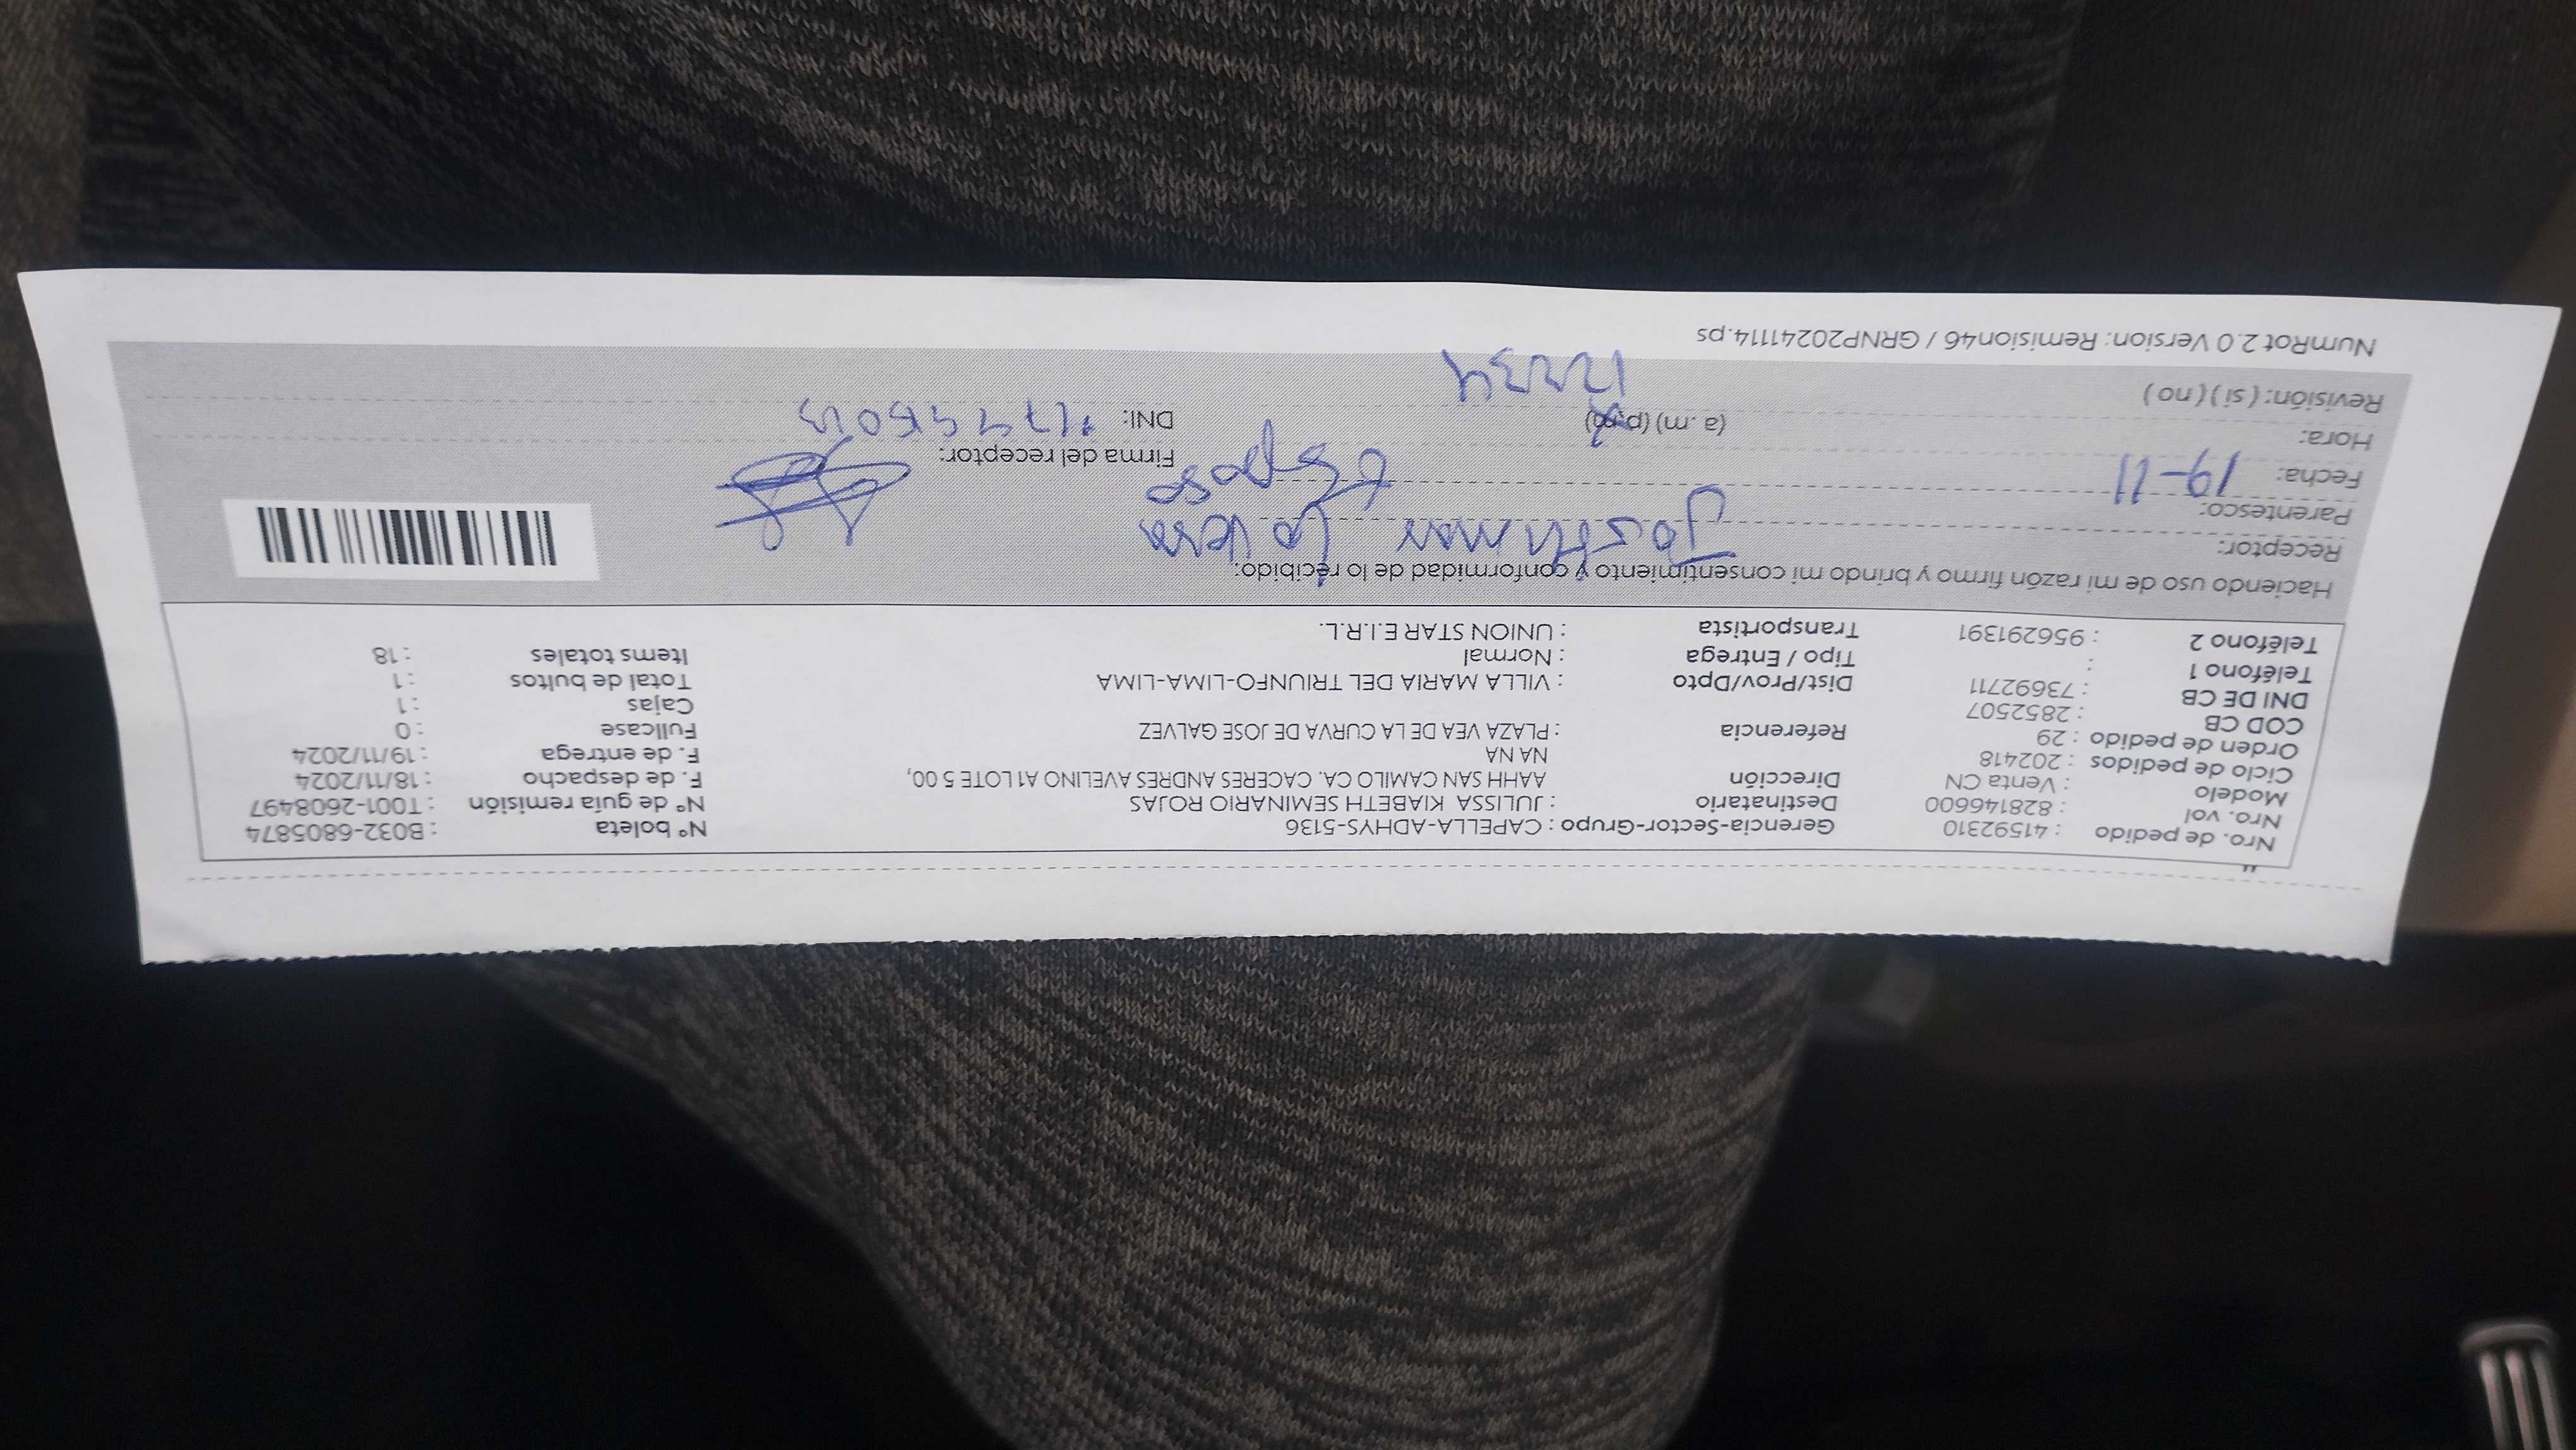 Nro. de pedido : 41592310 Gerencia-Sector-Grupo : CAPELLA-ADHYS-5136 Nº boleta : B032-6805874
Nro. vol : 828146600 Destinatario : JULISSA KIABETH SEMINARIO ROJAS Nº de guía remisión : T001-2608497
Modelo : Venta CN Dirección AAHH SAN CAMILO CA. CACERES ANDRES AVELINO A1 LOTE 5 00, F. de despacho : 18/11/2024
Ciclo de pedidos : 202418 NA NA F. de entrega : 19/11/2024
Orden de pedido : 29 Referencia : PLAZA VEA DE LA CURVA DE JOSE GALVEZ Fullcase : 0
COD CB : 2852507 Cajas : 1
DNI DE CB : 73692711 Dist/Prov/Dpto : VILLA MARIA DEL TRIUNFO-LIMA-LIMA Total de bultos : 1
Teléfono 1 : Tipo / Entrega : Normal Items totales : 18
Teléfono 2 : 956291391 Transportista : UNION STAR E.I.R.L.
Haciendo uso de mi razón firmo y brindo mi consentimiento y conformidad de lo recibido:
Receptor:
Parentesco: Esposo
Fecha: 19-11 Firma del receptor:
Hora: (a .m) (p.m) DNI:
Revisión: ( si ) ( no )
NumRot 2.0 Version: Remision46 / GRNP20241114.ps